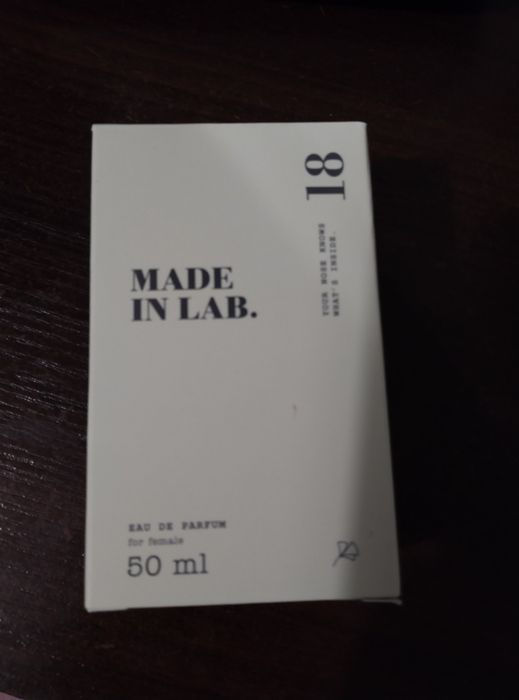 18
YOUR NOSE KNOWS
WHAT'S INSIDE.
MADE
IN LAB.
EAU DE PARFUM
for female
50 ml